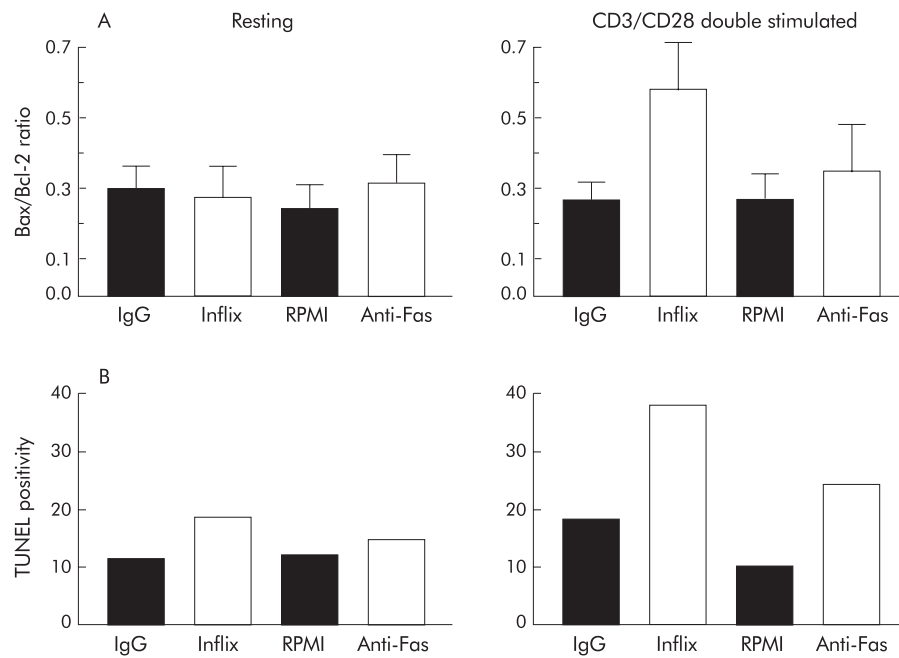 A
Resting
CD3/CD28 double stimulated
Bax/Bcl-2 ratio
0.7
0.5
0.3
0.1
0.0
IgG Inflix RPMI Anti-Fas
0.7
0.5
0.3
0.1
0.0
IgG Inflix RPMI Anti-Fas
B
TUNEL positivity
40
30
20
10
0
IgG Inflix RPMI Anti-Fas
40
30
20
10
0
IgG Inflix RPMI Anti-Fas